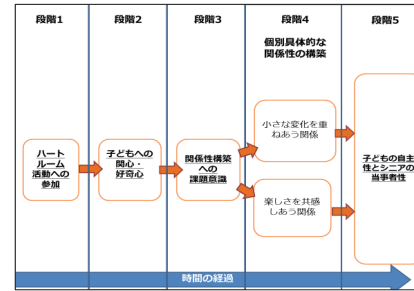 段階1
段階2
段階3
段階4
段階5
個別具体的な
関係性の構築
ハート
ルーム
活動への
参加
子どもへの
関心・
好奇心
関係性構築
への
課題意識
小さな変化を重
ねあう関係
楽しさを共感
しあう関係
子どもの自主
性とシニアの
当事者性
時間の経過